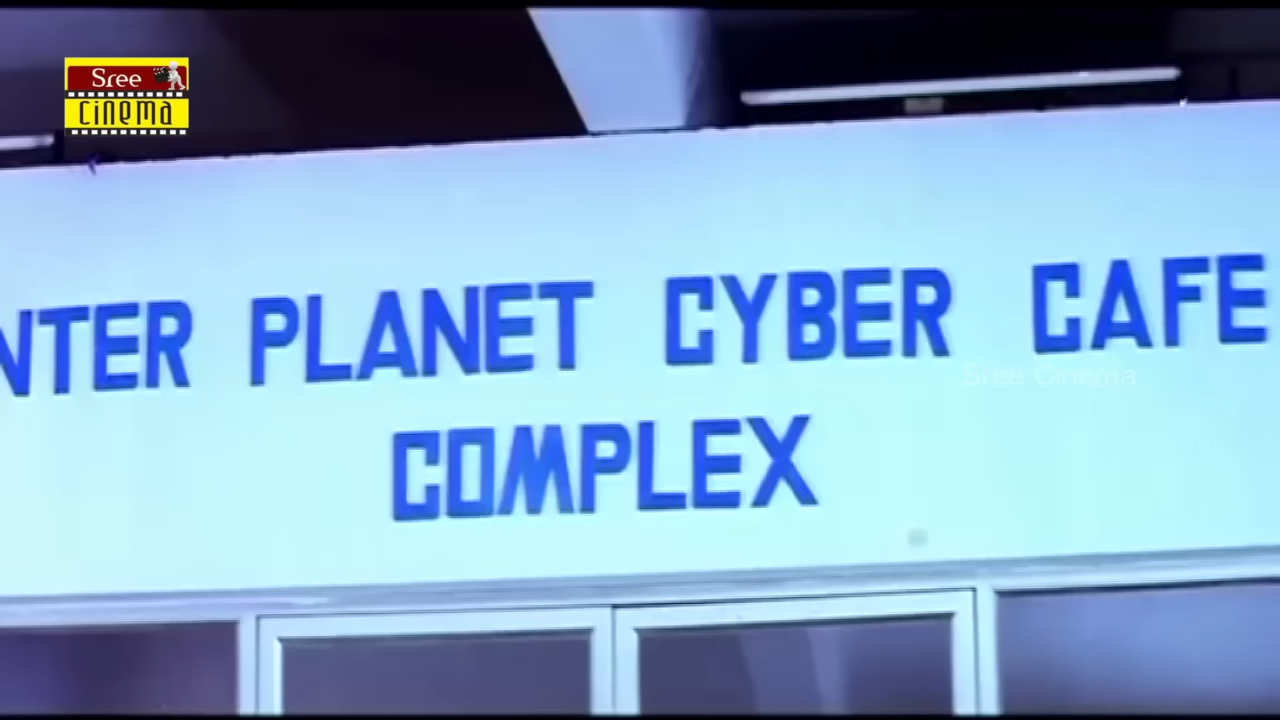 Sree
cinema
NTER PLANET CYBER CAFE
Sree Cinema
COMPLEX